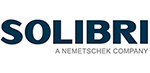 SOLIBRI
A NEMETSCHEK COMPANY